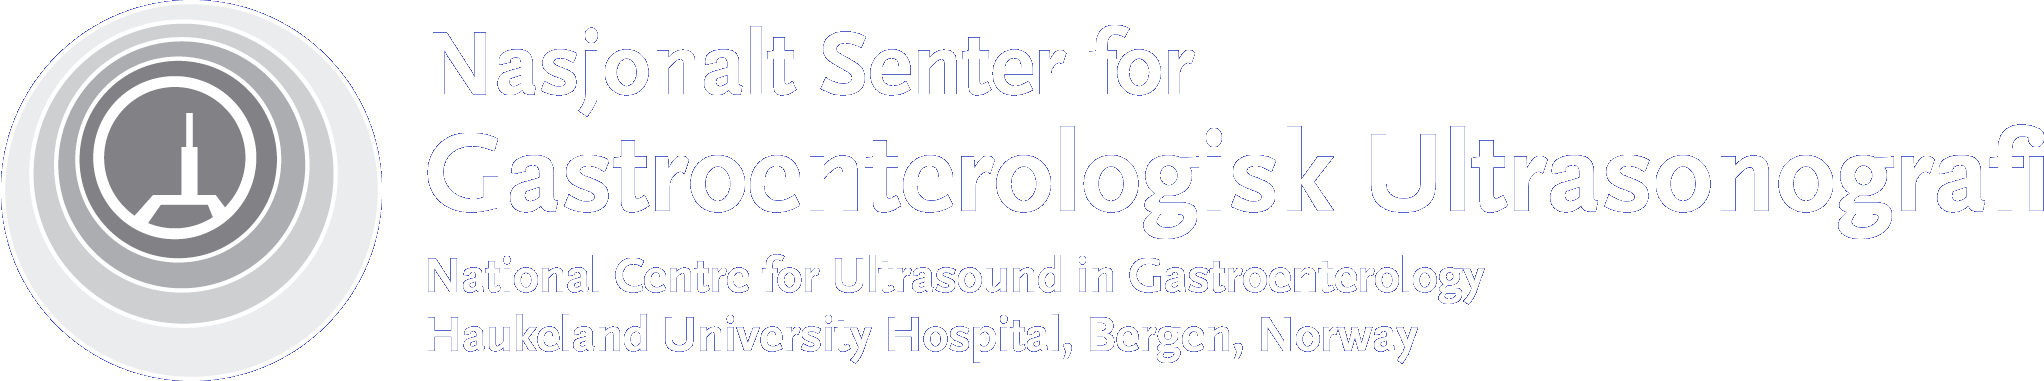 Nasjonalt Senter for
Gastroenterologisk Ultrasonografi
National Centre for Ultrasound in Gastroenterology
Haukeland University Hospital, Bergen, Norway